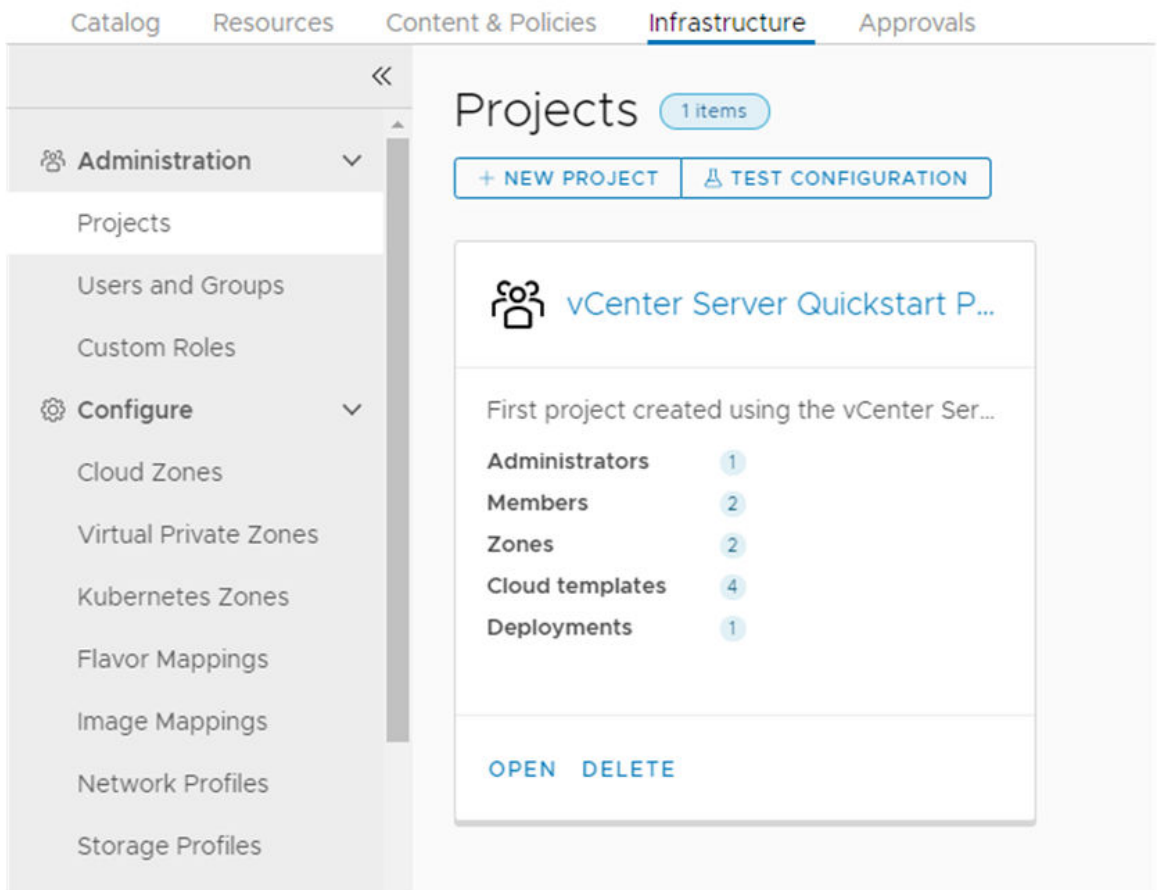 Catalog Resources Content & Policies Infrastructure Approvals
Projects 1 items
Administration
+ NEW PROJECT TEST CONFIGURATION
Projects
Users and Groups
Custom Roles
Configure
Cloud Zones
Virtual Private Zones
Kubernetes Zones
Flavor Mappings
Image Mappings
Network Profiles
Storage Profiles
vCenter Server Quickstart P...
First project created using the vCenter Ser...
Administrators 1
Members 2
Zones 2
Cloud templates 4
Deployments 1
OPEN DELETE